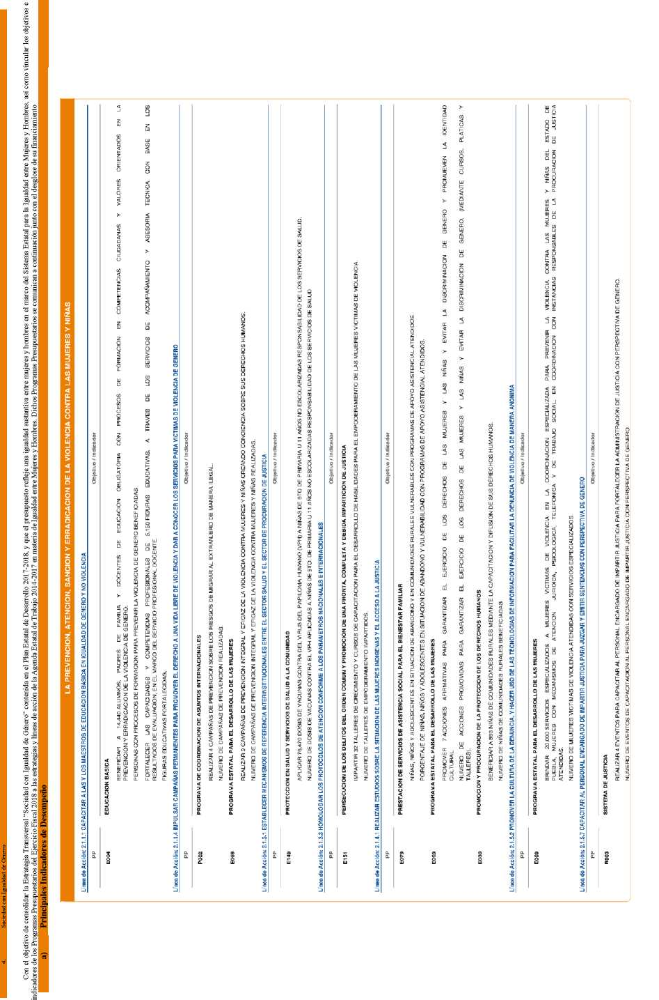 4. Sociedad con Igualdad de Género
Con el objetivo de consolidar la Estrategia Transversal “Sociedad con Igualdad de Género” contenida en el Plan Estatal de Desarrollo 2017-2018, y que el presupuesto refleje una igualdad sustantiva entre mujeres y hombres en el marco del Sistema Estatal para la Igualdad entre Mujeres y Hombres, así como vincular los objetivos e
indicadores de los Programas Presupuestarios del Ejercicio Fiscal 2018 a las estrategias y líneas de acción de la Agenda Estatal de Trabajo 2014-2017 en materia de Igualdad entre Mujeres y Hombres. Dichos Programas Presupuestarios se comunican a continuación junto con el desglose de su financiamiento
a) Principales Indicadores de Desempeño
LA PREVENCION, ATENCION, SANCION Y ERRADICACION DE LA VIOLENCIA CONTRA LAS MUJERES Y NIÑAS
Línea de Acción: 2.1.1.1 CAPACITAR A LAS Y LOS MAESTROS DE EDUCACION BASICA EN IGUALDAD DE GENERO Y NO VIOLENCIA
PP Objetivo / Indicador
E004 EDUCACION BASICA
BENEFICIAR A 14,440 ALUMNOS, PADRES DE FAMILIA Y DOCENTES DE EDUCACION OBLIGATORIA CON PROCESOS DE FORMACION EN COMPETENCIAS CIUDADANAS Y VALORES ORIENTADOS EN LA
PREVENCION Y ERRADICACION DE LA VIOLENCIA DE GENERO.
PERSONAS CON PROCESOS DE FORMACION PARA PREVENIR LA VIOLENCIA DE GENERO BENEFICIADAS
FORTALECER LAS CAPACIDADES Y COMPETENCIAS PROFESIONALES DE 5,150 FIGURAS EDUCATIVAS, A TRAVES DE LOS SERVICIOS DE ACOMPAÑAMIENTO Y ASESORIA TECNICA CON BASE EN LOS
RESULTADOS DE EVALUACION, EN EL MARCO DEL SERVICIO PROFESIONAL DOCENTE.
FIGURAS EDUCATIVAS FORTALECIDAS.
Línea de Acción: 2.1.1.4 IMPULSAR CAMPAÑAS PERMANENTES PARA PROMOVER EL DERECHO A UNA VIDA LIBRE DE VIOLENCIA Y DAR A CONOCER LOS SERVICIOS PARA VICTIMAS DE VIOLENCIA DE GENERO
PP Objetivo / Indicador
P002 PROGRAMA DE COORDINACION DE ASUNTOS INTERNACIONALES
REALIZAR 4 CAMPAÑAS DE PREVENCION SOBRE LOS RIESGOS DE MIGRAR AL EXTRANJERO DE MANERA ILEGAL.
NUMERO DE CAMPAÑAS DE PREVENCION REALIZADAS.
E069 PROGRAMA ESTATAL PARA EL DESARROLLO DE LAS MUJERES
REALIZAR 9 CAMPAÑAS DE PREVENCION INTEGRAL Y EFICAZ DE LA VIOLENCIA CONTRA MUJERES Y NIÑAS CREANDO CONCIENCIA SOBRE SUS DERECHOS HUMANOS.
NUMERO DE CAMPAÑAS DE PREVENCION INTEGRAL Y EFICAZ DE LA VIOLENCIA CONTRA MUJERES Y NIÑAS REALIZADAS.
Línea de Acción: 2.1.3.1 ESTABLECER MECANISMOS DE REFERENCIA INTERINSTITUCIONALES ENTRE EL SECTOR SALUD Y EL SECTOR DE PROCURACION DE JUSTICIA
PP Objetivo / Indicador
E149 PROTECCION EN SALUD Y SERVICIOS DE SALUD A LA COMUNIDAD
APLICAR 76,470 DOSIS DE VACUNAS CONTRA DEL VIRUS DEL PAPILOMA HUMANO (VPH) A NIÑAS DE 5TO DE PRIMARIA U 11 AÑOS NO ESCOLARIZADAS RESPONSABILIDAD DE LOS SERVICIOS DE SALUD.
NUMERO DE DOSIS DE VACUNAS CONTRA EL VPH APLICADAS A NIÑAS DE 5TO. DE PRIMARIA U 11 AÑOS NO ESCOLARIZADAS RESPONSABILIDAD DE LOS SERVICIOS DE SALUD
Línea de Acción: 2.1.3.3 HOMOLOGAR LOS PROTOCOLOS DE ATENCION CONFORME A LOS PARAMETROS NACIONALES E INTERNACIONALES
PP Objetivo / Indicador
E151 PERSECUCION DE LOS DELITOS DEL ORDEN COMUN Y PROMOCION DE UNA PRONTA, COMPLETA Y DEBIDA IMPARTICION DE JUSTICIA
IMPARTIR 32 TALLERES DE CRECIMIENTO Y CURSOS DE CAPACITACION PARA EL DESARROLLO DE HABILIDADES PARA EL EMPODERAMIENTO DE LAS MUJERES VICTIMAS DE VIOLENCIA.
NUMERO DE TALLERES DE EMPODERAMIENTO IMPARTIDOS.
Línea de Acción: 2.1.4.1 REALIZAR ESTUDIOS SOBRE LA SITUACION DE LAS MUJERES INDIGENAS Y EL ACCESO A LA JUSTICIA
PP Objetivo / Indicador
E079 PRESTACION DE SERVICIOS DE ASISTENCIA SOCIAL PARA EL BIENESTAR FAMILIAR
NIÑAS, NIÑOS Y ADOLESCENTES EN SITUACION DE ABANDONO Y EN COMUNIDADES RURALES VULNERABLES CON PROGRAMAS DE APOYO ASISTENCIAL ATENDIDOS.
PORCENTAJE DE NIÑAS, NIÑOS Y ADOLESCENTES EN SITUACION DE ABANDONO Y VULNERABILIDAD CON PROGRAMAS DE APOYO ASISTENCIAL ATENDIDOS.
E069 PROGRAMA ESTATAL PARA EL DESARROLLO DE LAS MUJERES
PROMOVER 7 ACCIONES AFIRMATIVAS PARA GARANTIZAR EL EJERCICIO DE LOS DERECHOS DE LAS MUJERES Y LAS NIÑAS Y EVITAR LA DISCRIMINACION DE GENERO Y PROMUEVEN LA IDENTIDAD
CULTURAL.
NUMERO DE ACCIONES PROMOVIDAS PARA GARANTIZAR EL EJERCICIO DE LOS DERECHOS DE LAS MUJERES Y LAS NIÑAS Y EVITAR LA DISCRIMINACION DE GENERO, (MEDIANTE CURSOS, PLATICAS Y
TALLERES).
E030 PROMOCION Y PROCURACION DE LA PROTECCION DE LOS DERECHOS HUMANOS
BENEFICIAR A 893 NIÑAS DE COMUNIDADES RURALES MEDIANTE LA CAPACITACION Y DIFUSION DE SUS DERECHOS HUMANOS.
NUMERO DE NIÑAS DE COMUNIDADES RURALES BENEFICIADAS
Línea de Acción: 2.1.5.2 PROMOVER LA CULTURA DE LA DENUNCIA, Y HACER USO DE LAS TECNOLOGIAS DE INFORMACION PARA FACILITAR LA DENUNCIA DE VIOLENCIA DE MANERA ANONIMA
PP Objetivo / Indicador
E069 PROGRAMA ESTATAL PARA EL DESARROLLO DE LAS MUJERES
BRINDAR 20,000 SERVICIOS ESPECIALIZADOS A MUJERES VICTIMAS DE VIOLENCIA EN LA COORDINACION ESPECIALIZADA PARA PREVENIR LA VIOLENCIA CONTRA LAS MUJERES Y NIÑAS DEL ESTADO DE
PUEBLA, MUJERES CON MECANISMOS DE ATENCION JURIDICA, PSICOLOGICA TELEFONICA Y DE TRABAJO SOCIAL EN COORDINACION CON INSTANCIAS RESPONSABLES DE LA PROCURACION DE JUSTICIA
ATENDIDAS.
NUMERO DE MUJERES VICTIMAS DE VIOLENCIA ATENDIDAS CON SERVICIOS ESPECIALIZADOS.
Línea de Acción: 2.1.5.7 CAPACITAR AL PERSONAL ENCARGADO DE IMPARTIR JUSTICIA PARA JUZGAR Y EMITIR SENTENCIAS CON PERSPECTIVA DE GENERO
PP Objetivo / Indicador
R003 SISTEMA DE JUSTICIA
REALIZAR 4 EVENTOS PARA CAPACITAR AL PERSONAL ENCARGADO DE IMPARTIR JUSTICIA PARA FORTALECER LA ADMINISTRACION DE JUSTICIA CON PERSPECTIVA DE GENERO.
NUMERO DE EVENTOS DE CAPACITACION AL PERSONAL ENCARGADO DE IMPARTIR JUSTICIA CON PERSPECTIVA DE GENERO